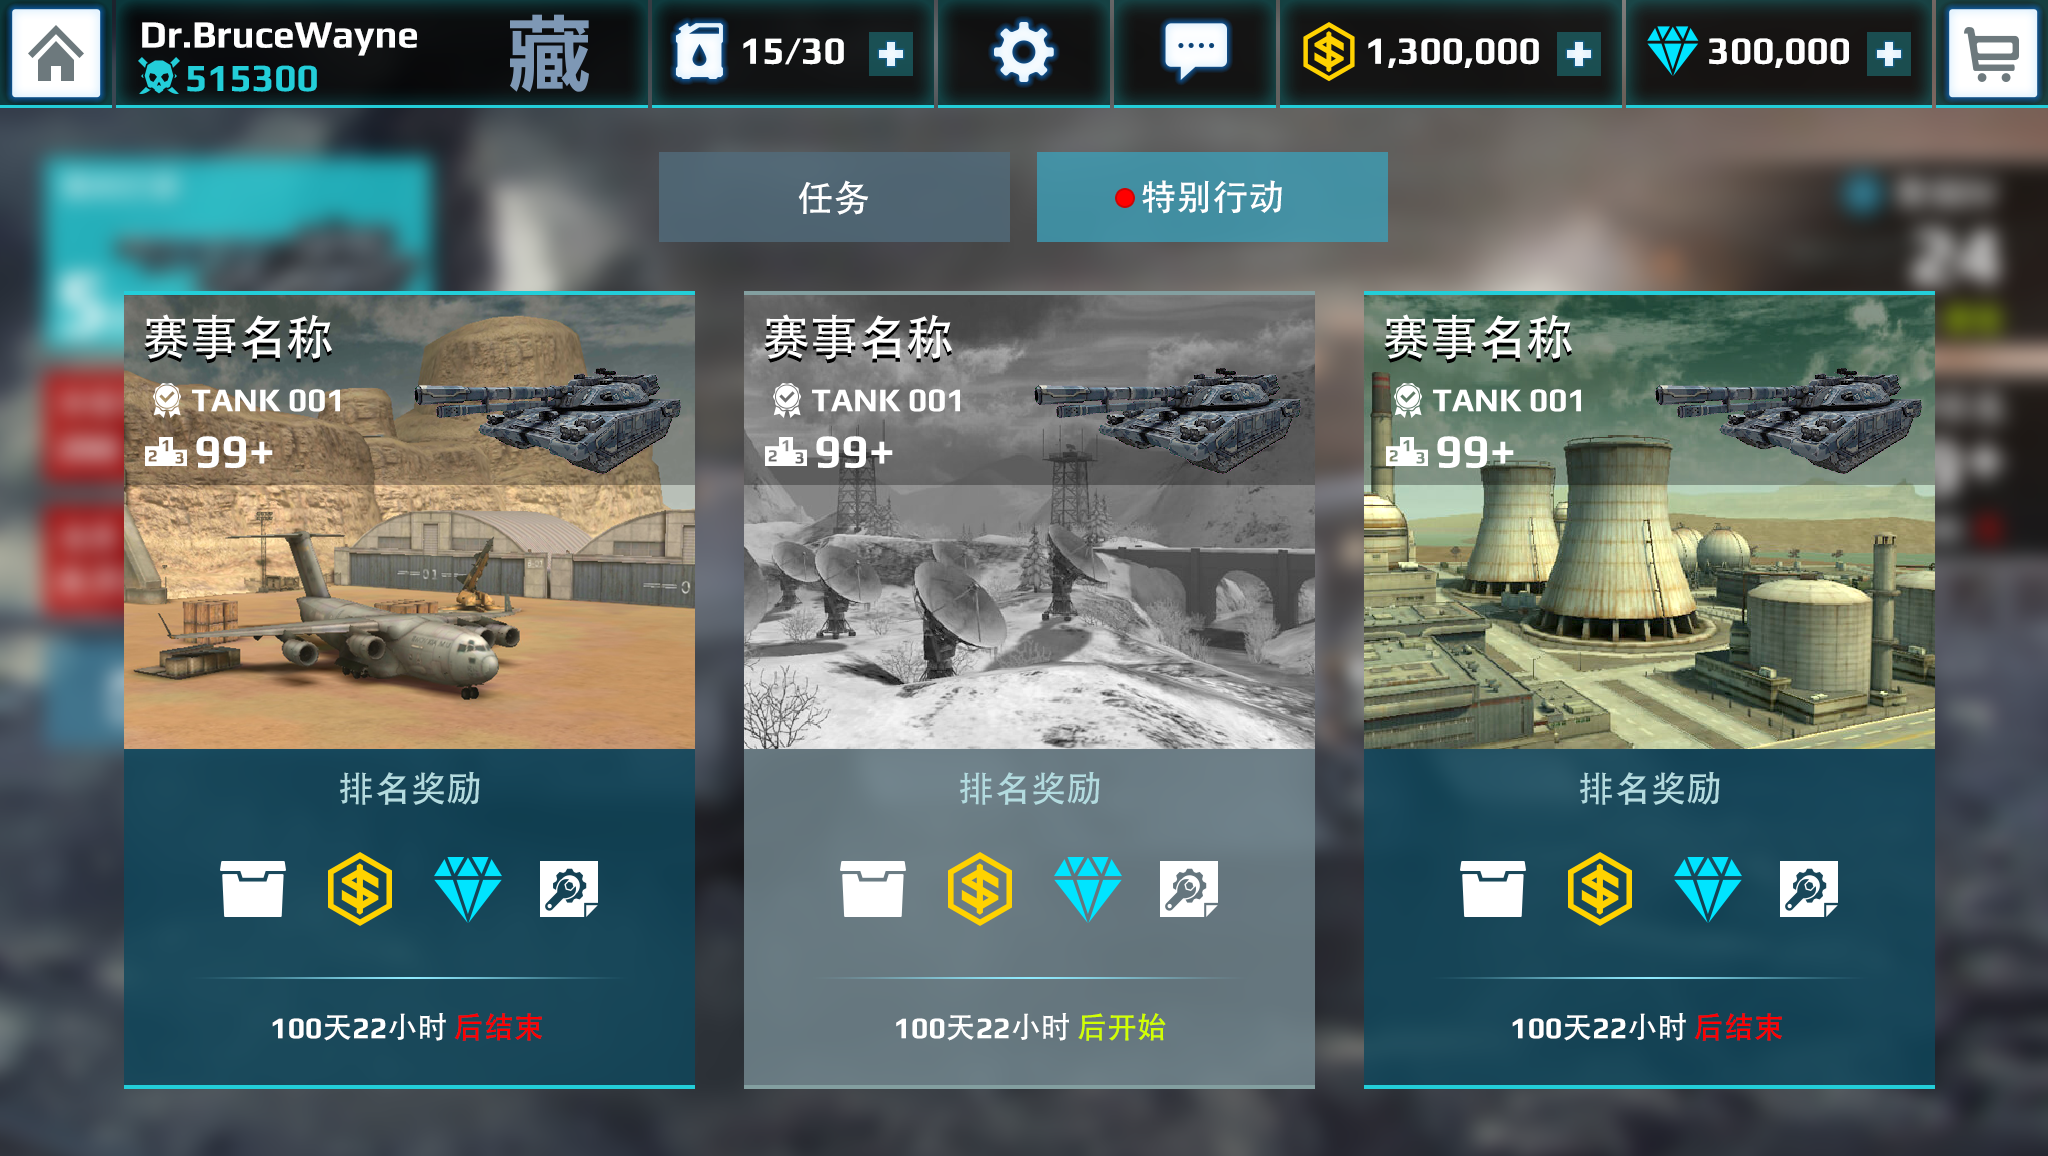 Dr.BruceWayne
515300
藏
15/30
1,300,000
300,000
任务
特别行动
24
赛事名称
TANK 001
99+
排名奖励
100天22小时 后结束
赛事名称
TANK 001
99+
排名奖励
100天22小时 后开始
赛事名称
TANK 001
99+
排名奖励
100天22小时 后结束